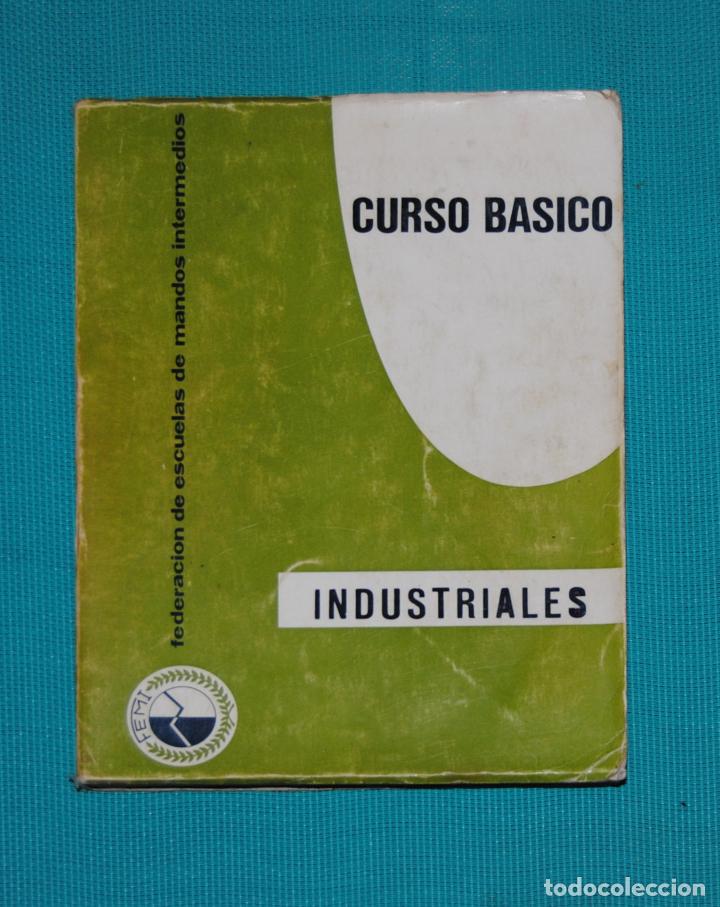 federacion de escuelas de mandos intermedios
CURSO BASICO
INDUSTRIALES
FEMI
todocoleccion